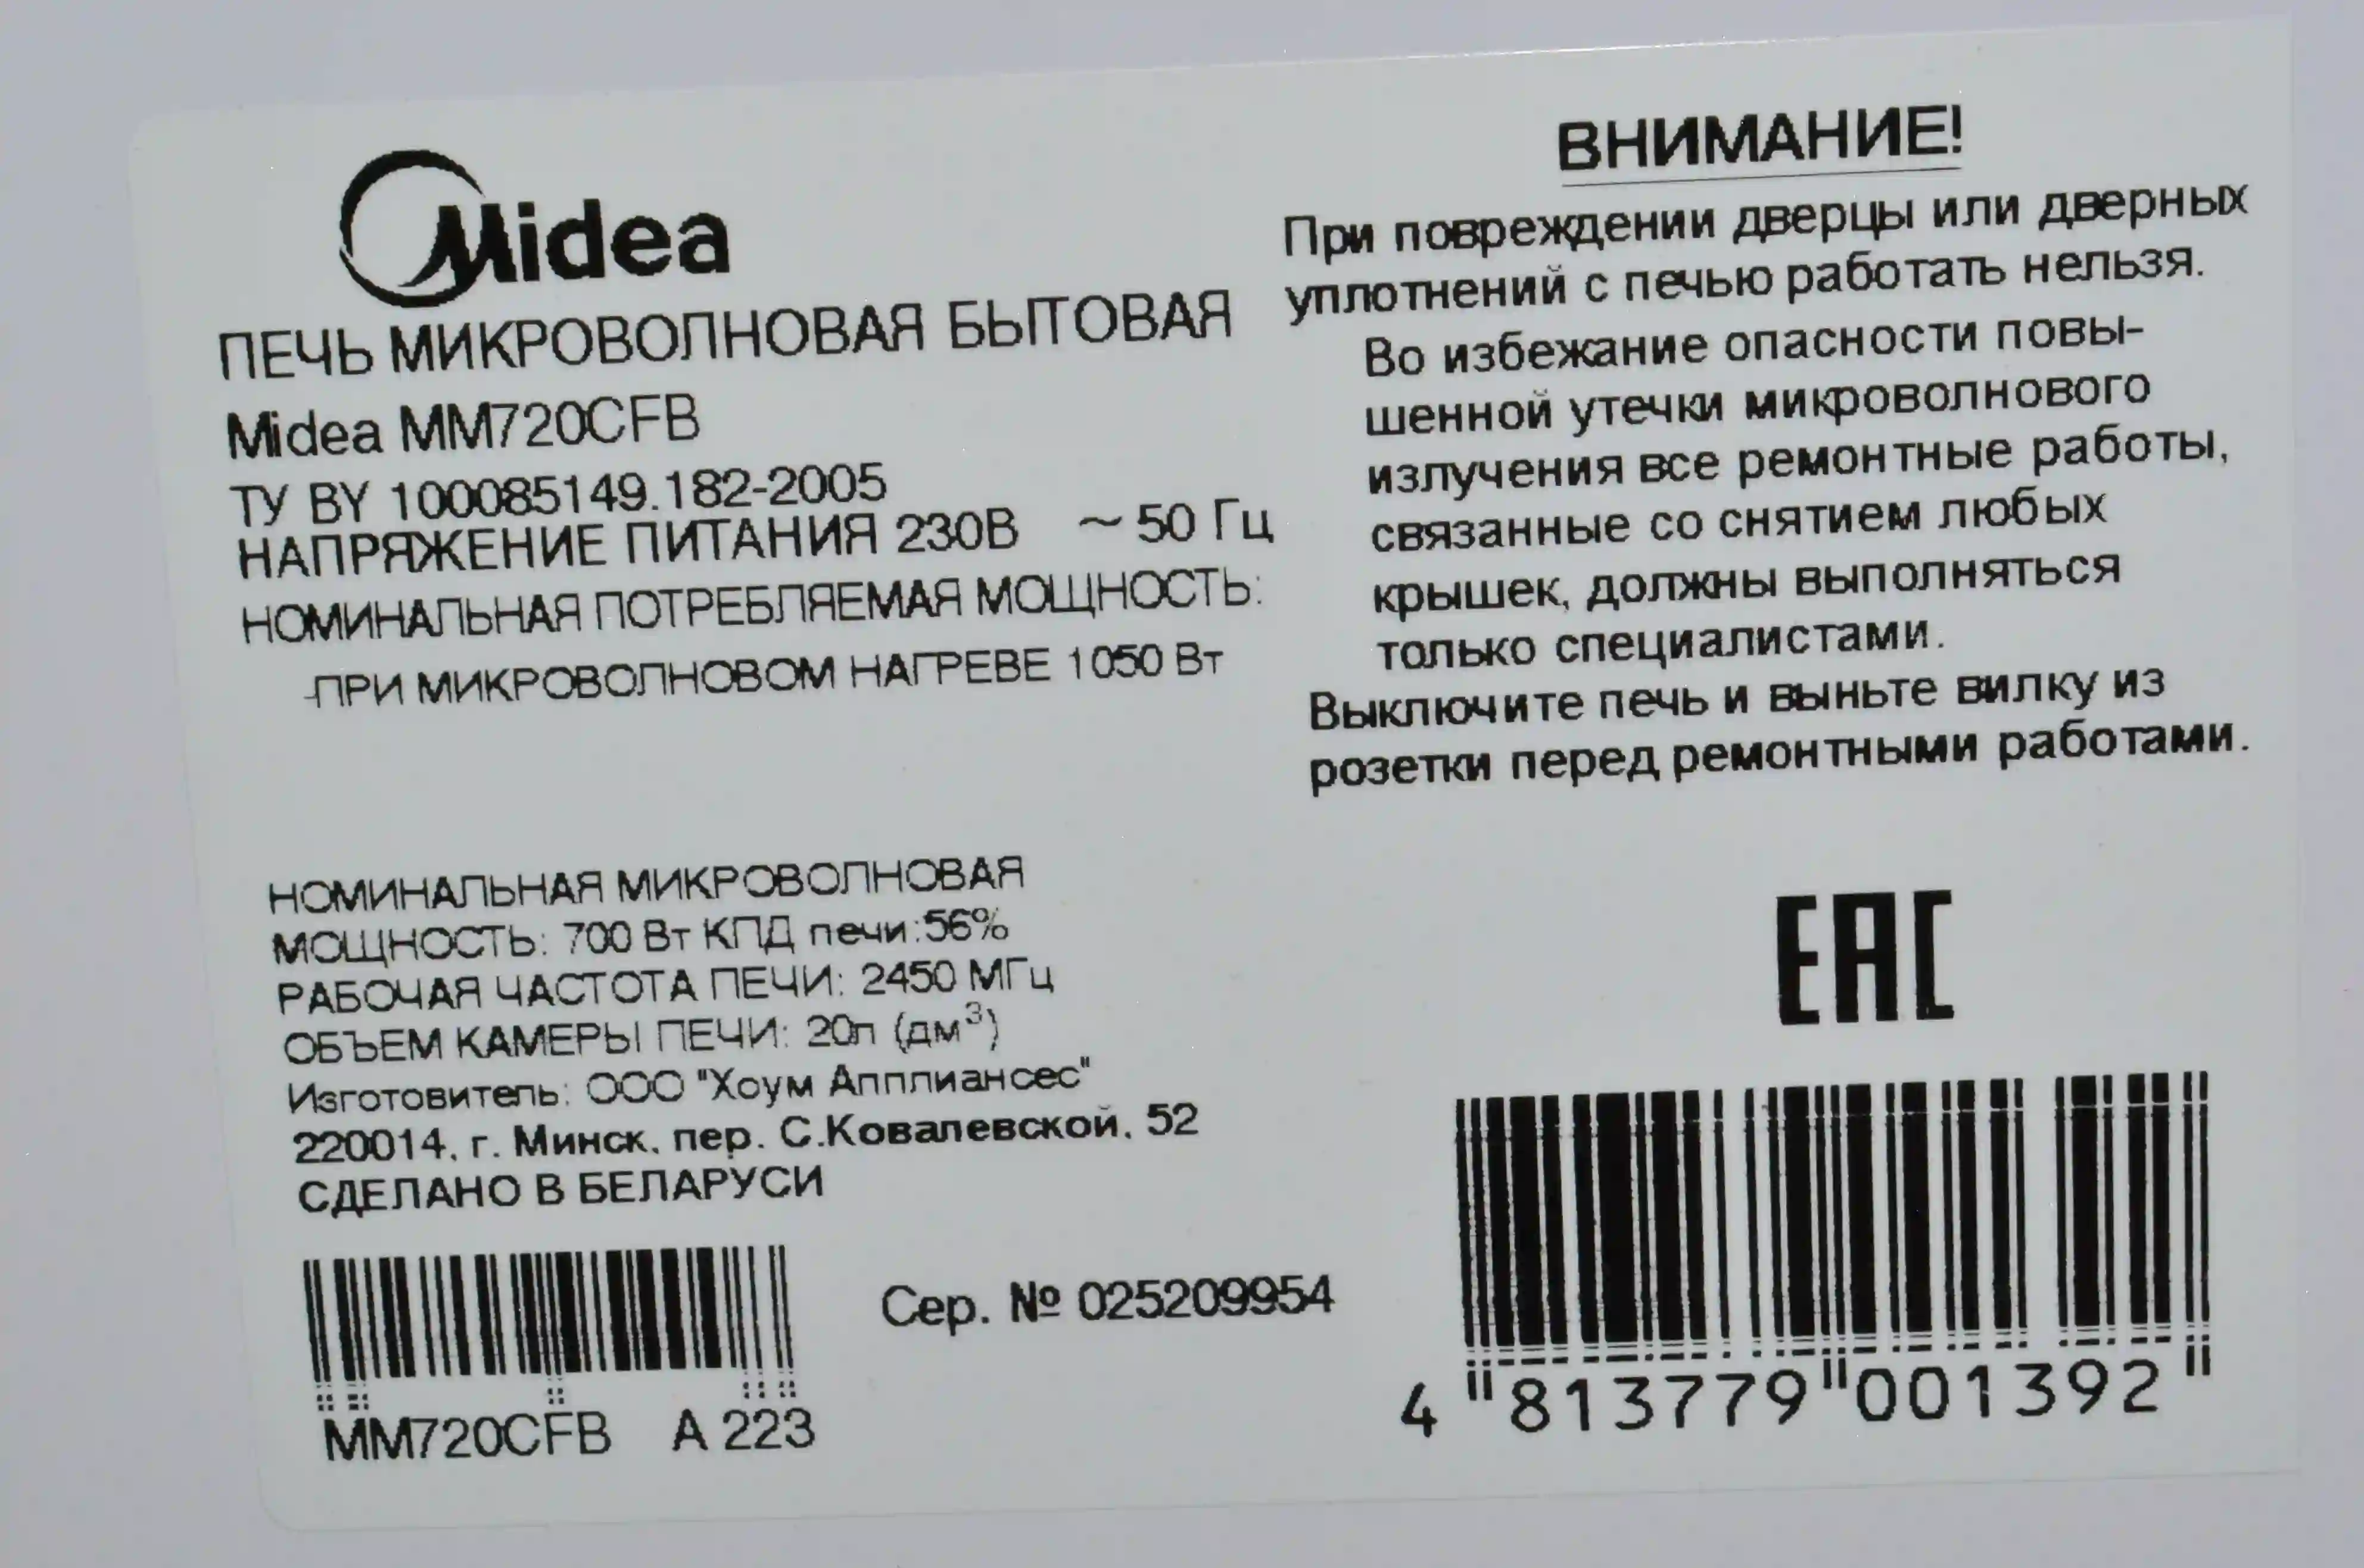 Midea
ПЕЧЬ МИКРОВОЛНОВАЯ БЫТОВАЯ
Midea MM720CFB
ТУ BY 100085149.182-2005
НАПРЯЖЕНИЕ ПИТАНИЯ 230В ~ 50 Гц
НОМИНАЛЬНАЯ ПОТРЕБЛЯЕМАЯ МОЩНОСТЬ:
-ПРИ МИКРОВОЛНОВОМ НАГРЕВЕ 1050 Вт
НОМИНАЛЬНАЯ МИКРОВОЛНОВАЯ
МОЩНОСТЬ: 700 Вт КПД печи:56%
РАБОЧАЯ ЧАСТОТА ПЕЧИ: 2450 МГц
ОБЪЕМ КАМЕРЫ ПЕЧИ: 20л (дм³)
Изготовитель: ООО "Хоум Апплиансес"
220014, г. Минск, пер. С.Ковалевской, 52
СДЕЛАНО В БЕЛАРУСИ
MM720CFB A 223
Сер. № 025209954
ВНИМАНИЕ!
При повреждении дверцы или дверных
уплотнений с печью работать нельзя.
Во избежание опасности повы-
шенной утечки микроволнового
излучения все ремонтные работы,
связанные со снятием любых
крышек, должны выполняться
только специалистами.
Выключите печь и выньте вилку из
розетки перед ремонтными работами.
EAC
4 "813779"001392"